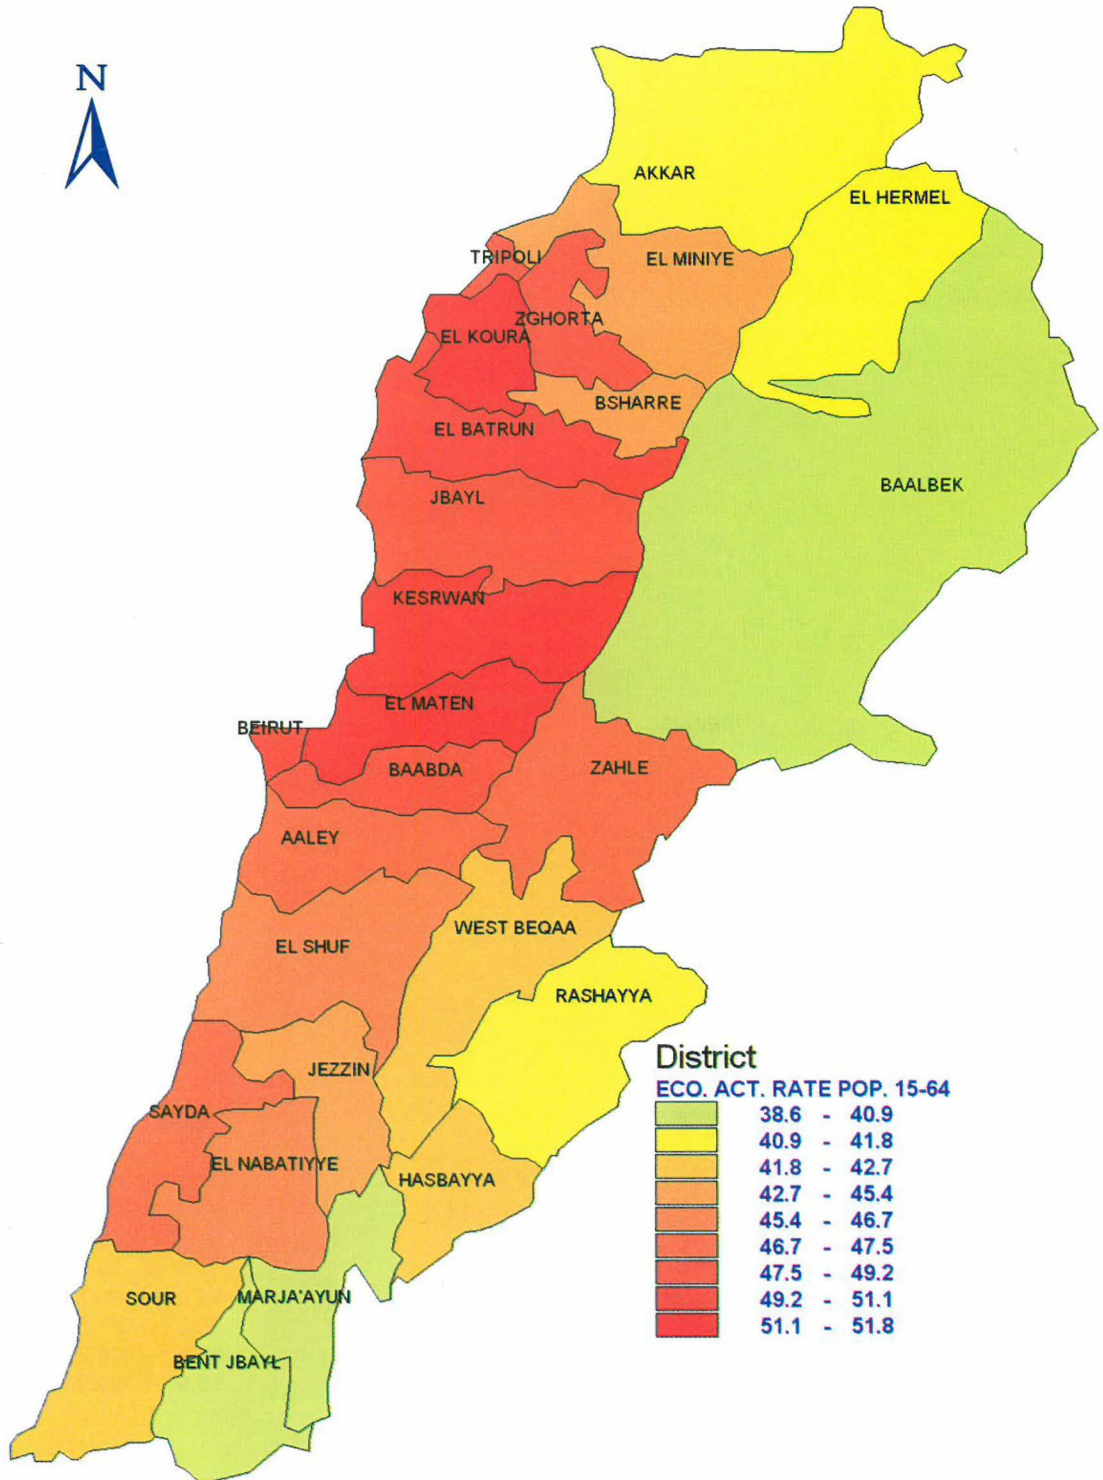 N
AKKAR
EL HERMEL
TRIPOLI
EL MINIYE
ZGHORTA
EL KOURA
BSHARRE
EL BATRUN
BAALBEK
JBAYL
KESRWAN
EL MATEN
BEIRUT
BAABDA
ZAHLE
AALEY
WEST BEQAA
EL SHUF
RASHAYYA
District
JEZZIN
ECO. ACT. RATE POP. 15-64
38.6 - 40.9
SAYDA
40.9 - 41.8
EL NABATIYYE
41.8 - 42.7
HASBAYYA
42.7 - 45.4
45.4 - 46.7
46.7 - 47.5
47.5 - 49.2
SOUR
MARJA'AYUN
49.2 - 51.1
51.1 - 51.8
BENT JBAYL